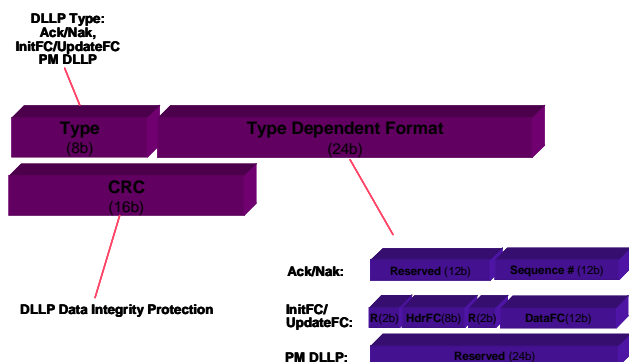 DLLP Type:
Ack/Nak,
InitFC/UpdateFC
PM DLLP
Type
(8b)
Type Dependent Format
(24b)
CRC
(16b)
DLLP Data Integrity Protection
Ack/Nak:
Reserved (12b)
Sequence # (12b)
InitFC/
UpdateFC:
R(2b)
HdrFC(8b)
R(2b)
DataFC(12b)
PM DLLP:
Reserved (24b)